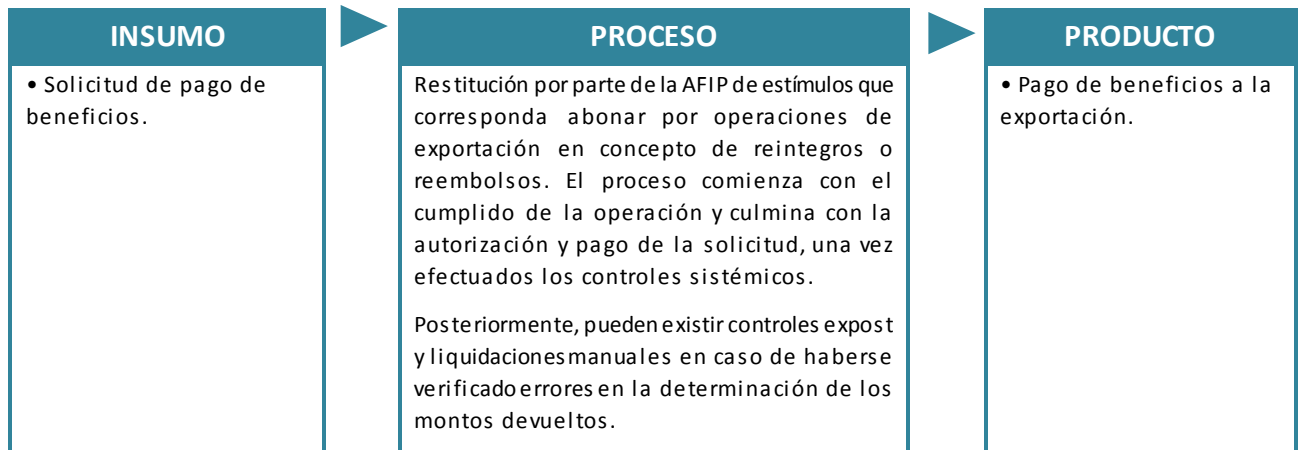 INSUMO
• Solicitud de pago de
beneficios.
PROCESO
Restitución por parte de la AFIP de estímulos que
corresponda abonar por operaciones de
exportación en concepto de reintegros o
reembolsos. El proceso comienza con el
cumplido de la operación y culmina con la
autorización y pago de la solicitud, una vez
efectuados los controles sistémicos.
Posteriormente, pueden existir controles expost
y liquidaciones manuales en caso de haberse
verificado errores en la determinación de los
montos devueltos.
PRODUCTO
• Pago de beneficios a la
exportación.